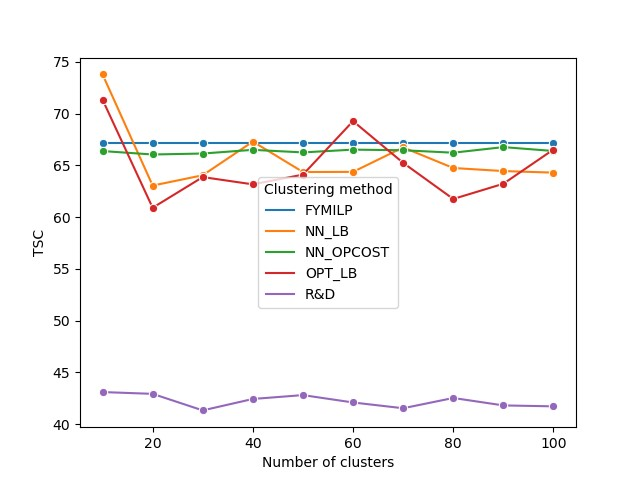 75
70
65
60
55
50
45
40
TSC
Clustering method
FYMILP
NN_LB
NN_OPCOST
OPT_LB
R&D
20
40
60
80
100
Number of clusters